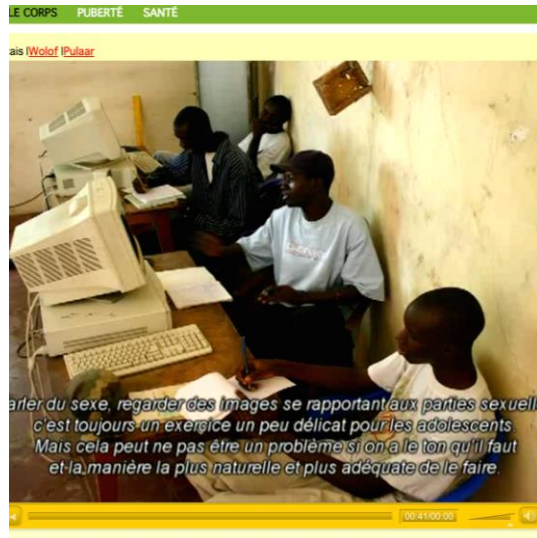 LE CORPS PUBERTÉ SANTÉ
ais |Wolof |Pulaar
arler du sexe, regarder des images se rapportant aux parties sexuell
c'est toujours un exercice un peu délicat pour les adolescents.
Mais cela peut ne pas être un problème si on a le ton qu'il faut
et la manière la plus naturelle et plus adéquate de le faire.
00:41/00:00